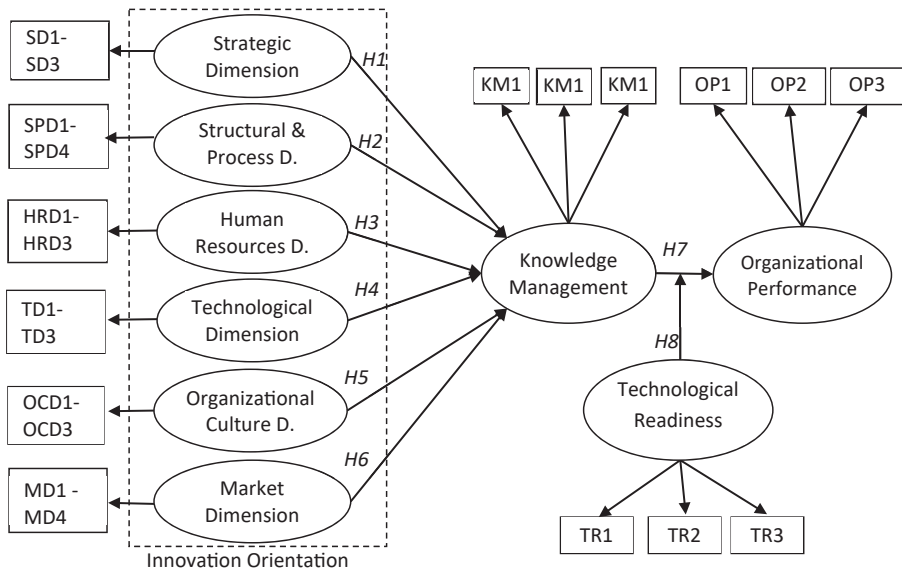 SD1-
SD3
Strategic
Dimension
H1
SPD1-
SPD4
Structural &
Process D.
H2
HRD1-
HRD3
Human
Resources D.
H3
TD1-
TD3
Technological
Dimension
H4
OCD1-
OCD3
Organizational
Culture D.
H5
MD1 -
MD4
Market
Dimension
H6
Innovation Orientation
KM1
KM1
KM1
Knowledge
Management
H7
OP1
OP2
OP3
Organizational
Performance
H8
Technological
Readiness
TR1
TR2
TR3